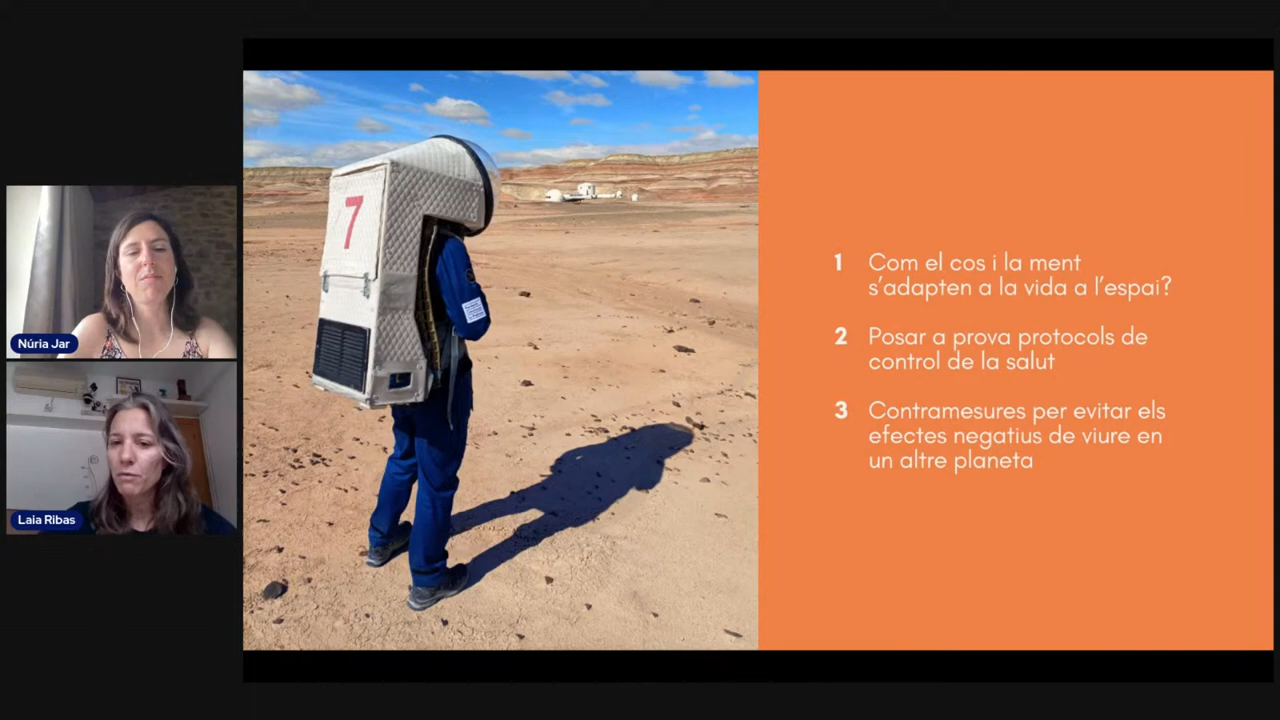 Núria Jar
Laia Ribas
7
1 Com el cos i la ment
s’adapten a la vida a l’espai?
2 Posar a prova protocols de
control de la salut
3 Contramesures per evitar els
efectes negatius de viure en
un altre planeta